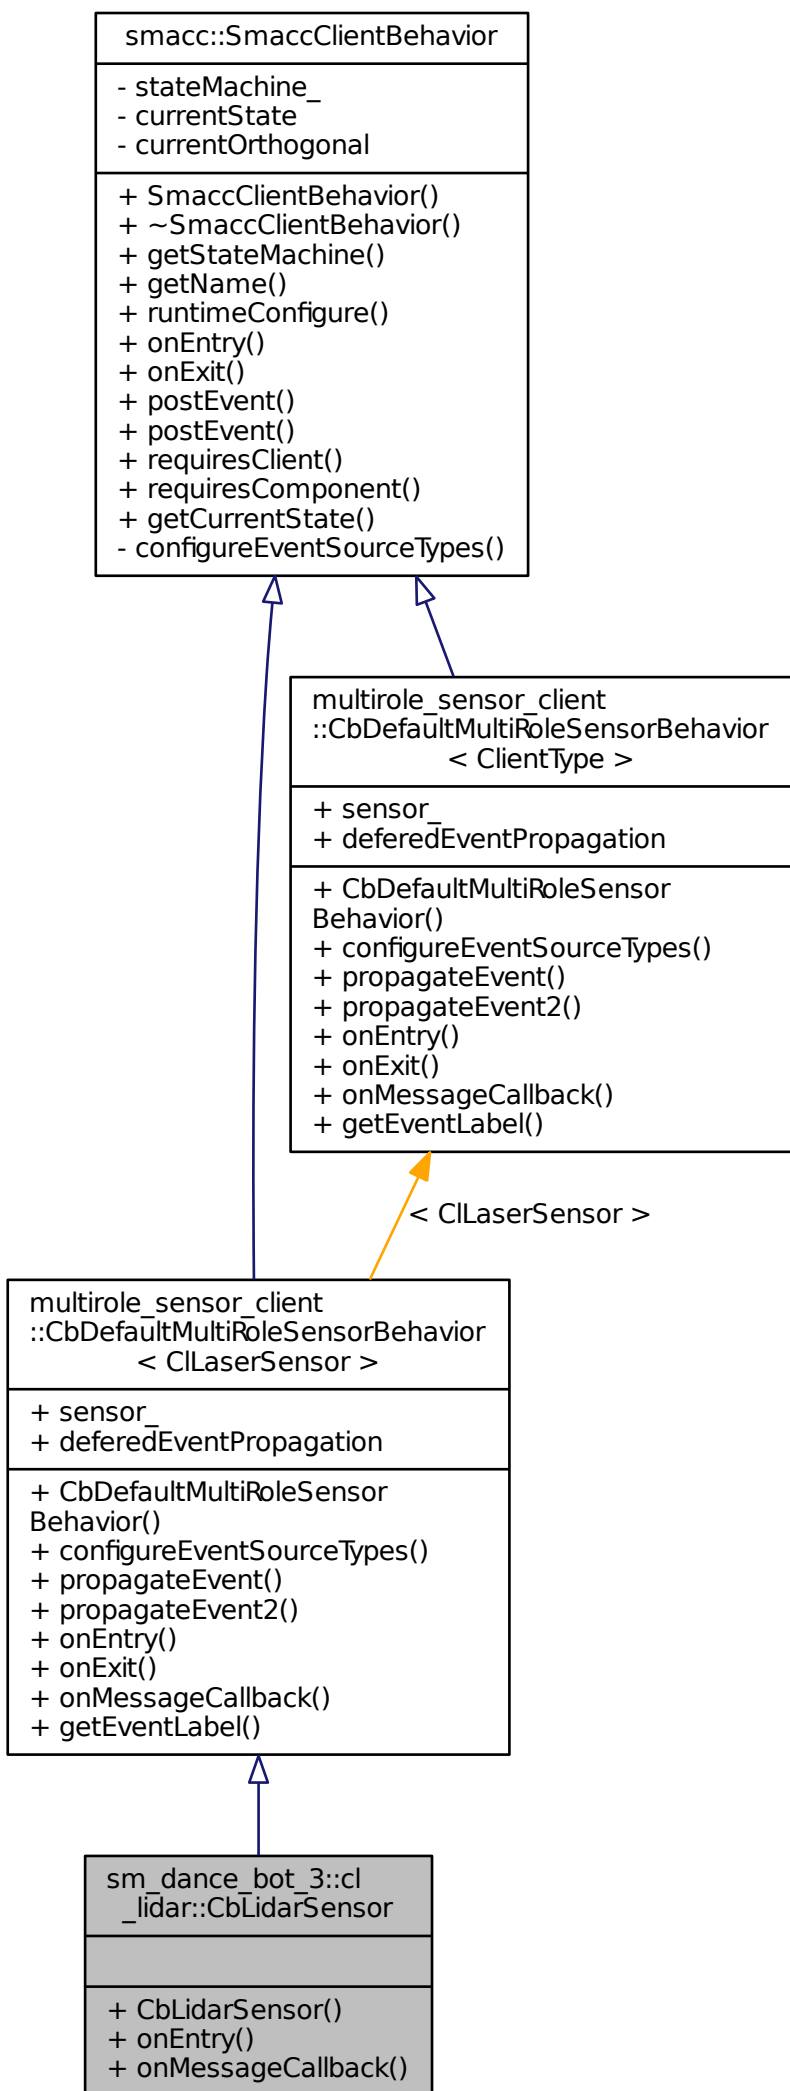 smacc::SmaccClientBehavior
- stateMachine_
- currentState
- currentOrthogonal
+ SmaccClientBehavior()
+ ~SmaccClientBehavior()
+ getStateMachine()
+ getName()
+ runtimeConfigure()
+ onEntry()
+ onExit()
+ postEvent()
+ postEvent()
+ requiresClient()
+ requiresComponent()
+ getCurrentState()
- configureEventSourceTypes()
multirole_sensor_client
::CbDefaultMultiRoleSensorBehavior
< ClientType >
+ sensor_
+ deferedEventPropagation
+ CbDefaultMultiRoleSensor
Behavior()
+ configureEventSourceTypes()
+ propagateEvent()
+ propagateEvent2()
+ onEntry()
+ onExit()
+ onMessageCallback()
+ getEventLabel()
< ClLaserSensor >
multirole_sensor_client
::CbDefaultMultiRoleSensorBehavior
< ClLaserSensor >
+ sensor_
+ deferedEventPropagation
+ CbDefaultMultiRoleSensor
Behavior()
+ configureEventSourceTypes()
+ propagateEvent()
+ propagateEvent2()
+ onEntry()
+ onExit()
+ onMessageCallback()
+ getEventLabel()
sm_dance_bot_3::cl
_lidar::CbLidarSensor
+ CbLidarSensor()
+ onEntry()
+ onMessageCallback()